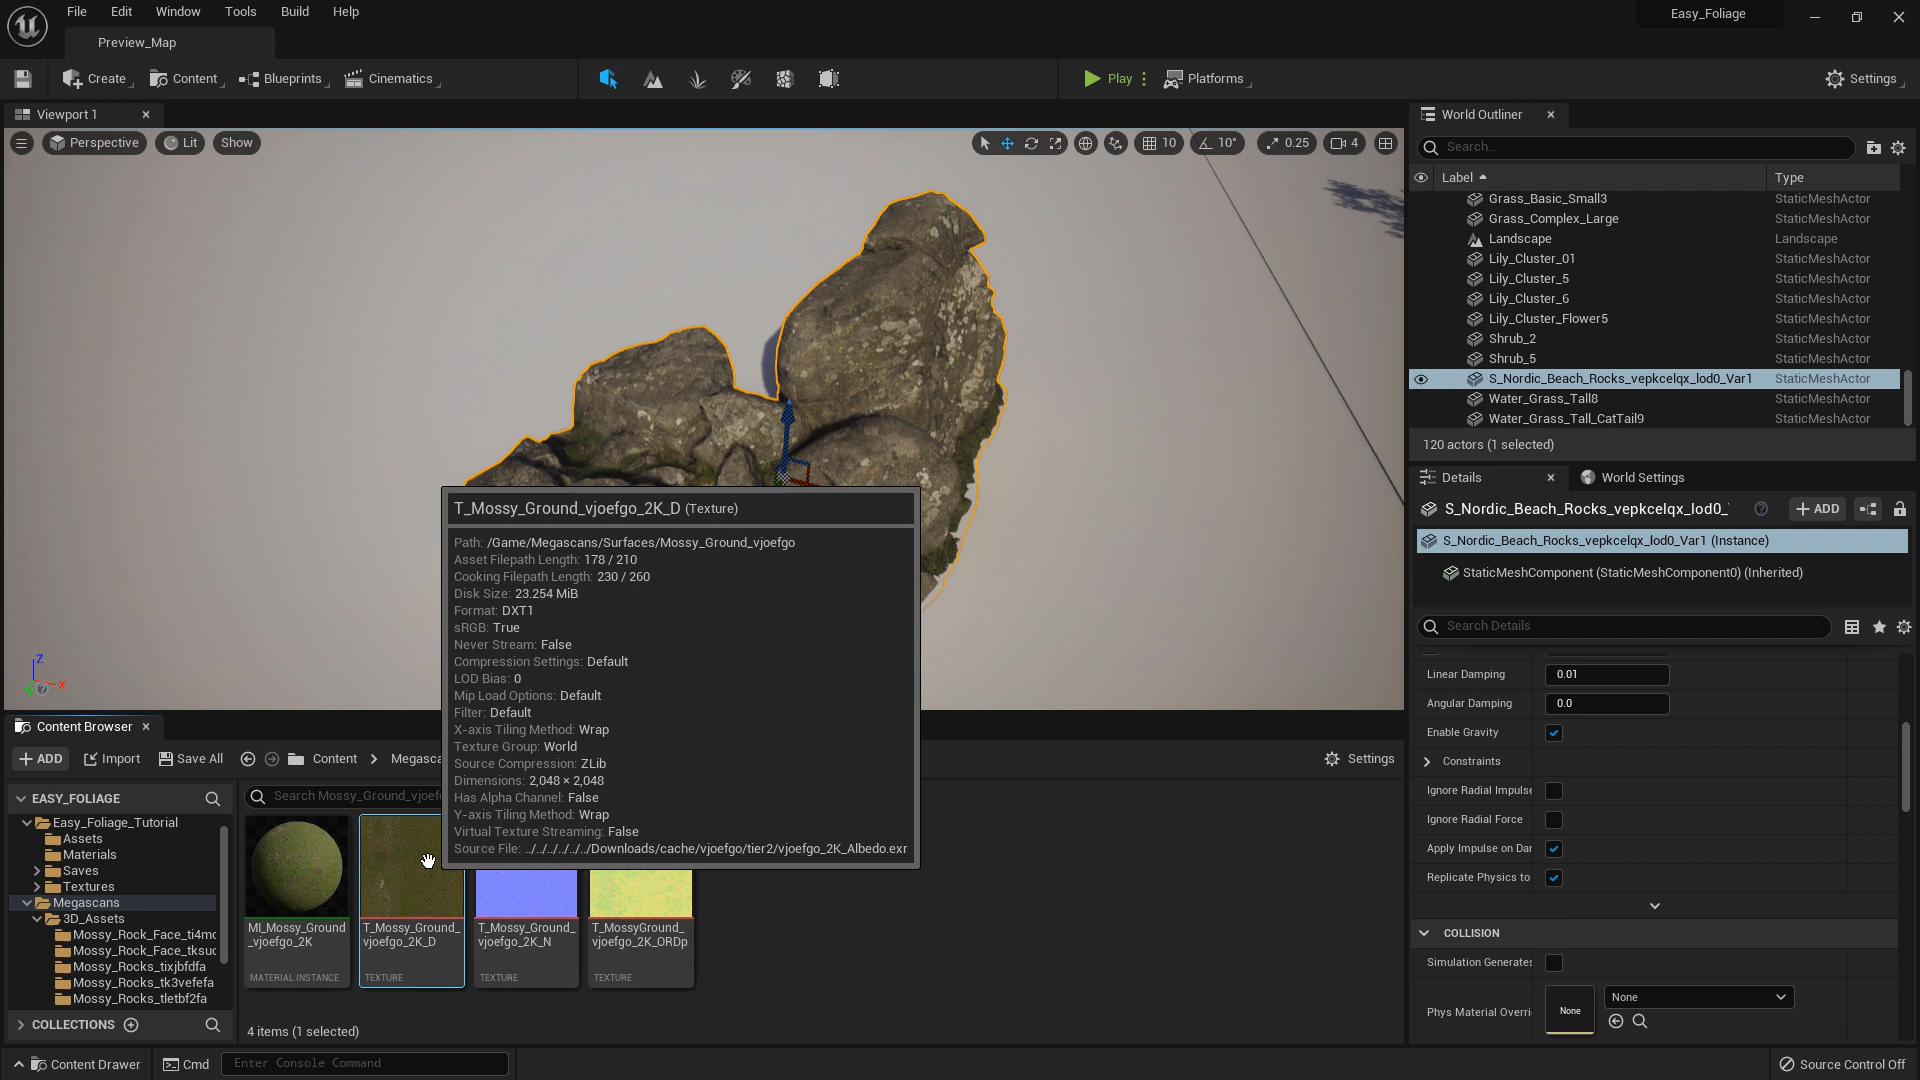 File Edit Window Tools Build Help
Easy_Foliage
Preview_Map
Create Content Blueprints Cinematics
Play Platforms
Settings
Viewport 1
Perspective Lit Show
10 10° 0.25 4
T_Mossy_Ground_vjoefgo_2K_D (Texture)
Path: /Game/Megascans/Surfaces/Mossy_Ground_vjoefgo
Asset Filepath Length: 178 / 210
Cooking Filepath Length: 230 / 260
Disk Size: 23.254 MiB
Format: DXT1
sRGB: True
Never Stream: False
Compression Settings: Default
LOD Bias: 0
Mip Load Options: Default
Filter: Default
X-axis Tiling Method: Wrap
Texture Group: World
Source Compression: ZLib
Dimensions: 2,048 × 2,048
Has Alpha Channel: False
Y-axis Tiling Method: Wrap
Virtual Texture Streaming: False
Source File: ../../../../../../Downloads/cache/vjoefgo/tier2/vjoefgo_2K_Albedo.exr
Z
X
Content Browser
ADD Import Save All Content Megasca
Settings
EASY_FOLIAGE
Easy_Foliage_Tutorial
Assets
Materials
Saves
Textures
Megascans
3D_Assets
Mossy_Rock_Face_ti4mc
Mossy_Rock_Face_tksuc
Mossy_Rocks_tixjbfdfa
Mossy_Rocks_tk3vefefa
Mossy_Rocks_tletbf2fa
COLLECTIONS
Search Mossy_Ground_vjoef
MI_Mossy_Ground
_vjoefgo_2K
MATERIAL INSTANCE
T_Mossy_Ground_
vjoefgo_2K_D
TEXTURE
T_Mossy_Ground_
vjoefgo_2K_N
TEXTURE
T_MossyGround_
vjoefgo_2K_ORDp
TEXTURE
4 items (1 selected)
Content Drawer Cmd Enter Console Command
World Outliner
Search...
Label Type
Grass_Basic_Small3 StaticMeshActor
Grass_Complex_Large StaticMeshActor
Landscape Landscape
Lily_Cluster_01 StaticMeshActor
Lily_Cluster_5 StaticMeshActor
Lily_Cluster_6 StaticMeshActor
Lily_Cluster_Flower5 StaticMeshActor
Shrub_2 StaticMeshActor
Shrub_5 StaticMeshActor
S_Nordic_Beach_Rocks_vepkcelqx_lod0_Var1 StaticMeshActor
Water_Grass_Tall8 StaticMeshActor
Water_Grass_Tall_CatTail9 StaticMeshActor
120 actors (1 selected)
Details World Settings
S_Nordic_Beach_Rocks_vepkcelqx_lod0_ ADD
S_Nordic_Beach_Rocks_vepkcelqx_lod0_Var1 (Instance)
StaticMeshComponent (StaticMeshComponent0) (Inherited)
Search Details
Linear Damping 0.01
Angular Damping 0.0
Enable Gravity
Constraints
Ignore Radial Impulse
Ignore Radial Force
Apply Impulse on Dar
Replicate Physics to
COLLISION
Simulation Generates
Phys Material Overri None None
Source Control Off